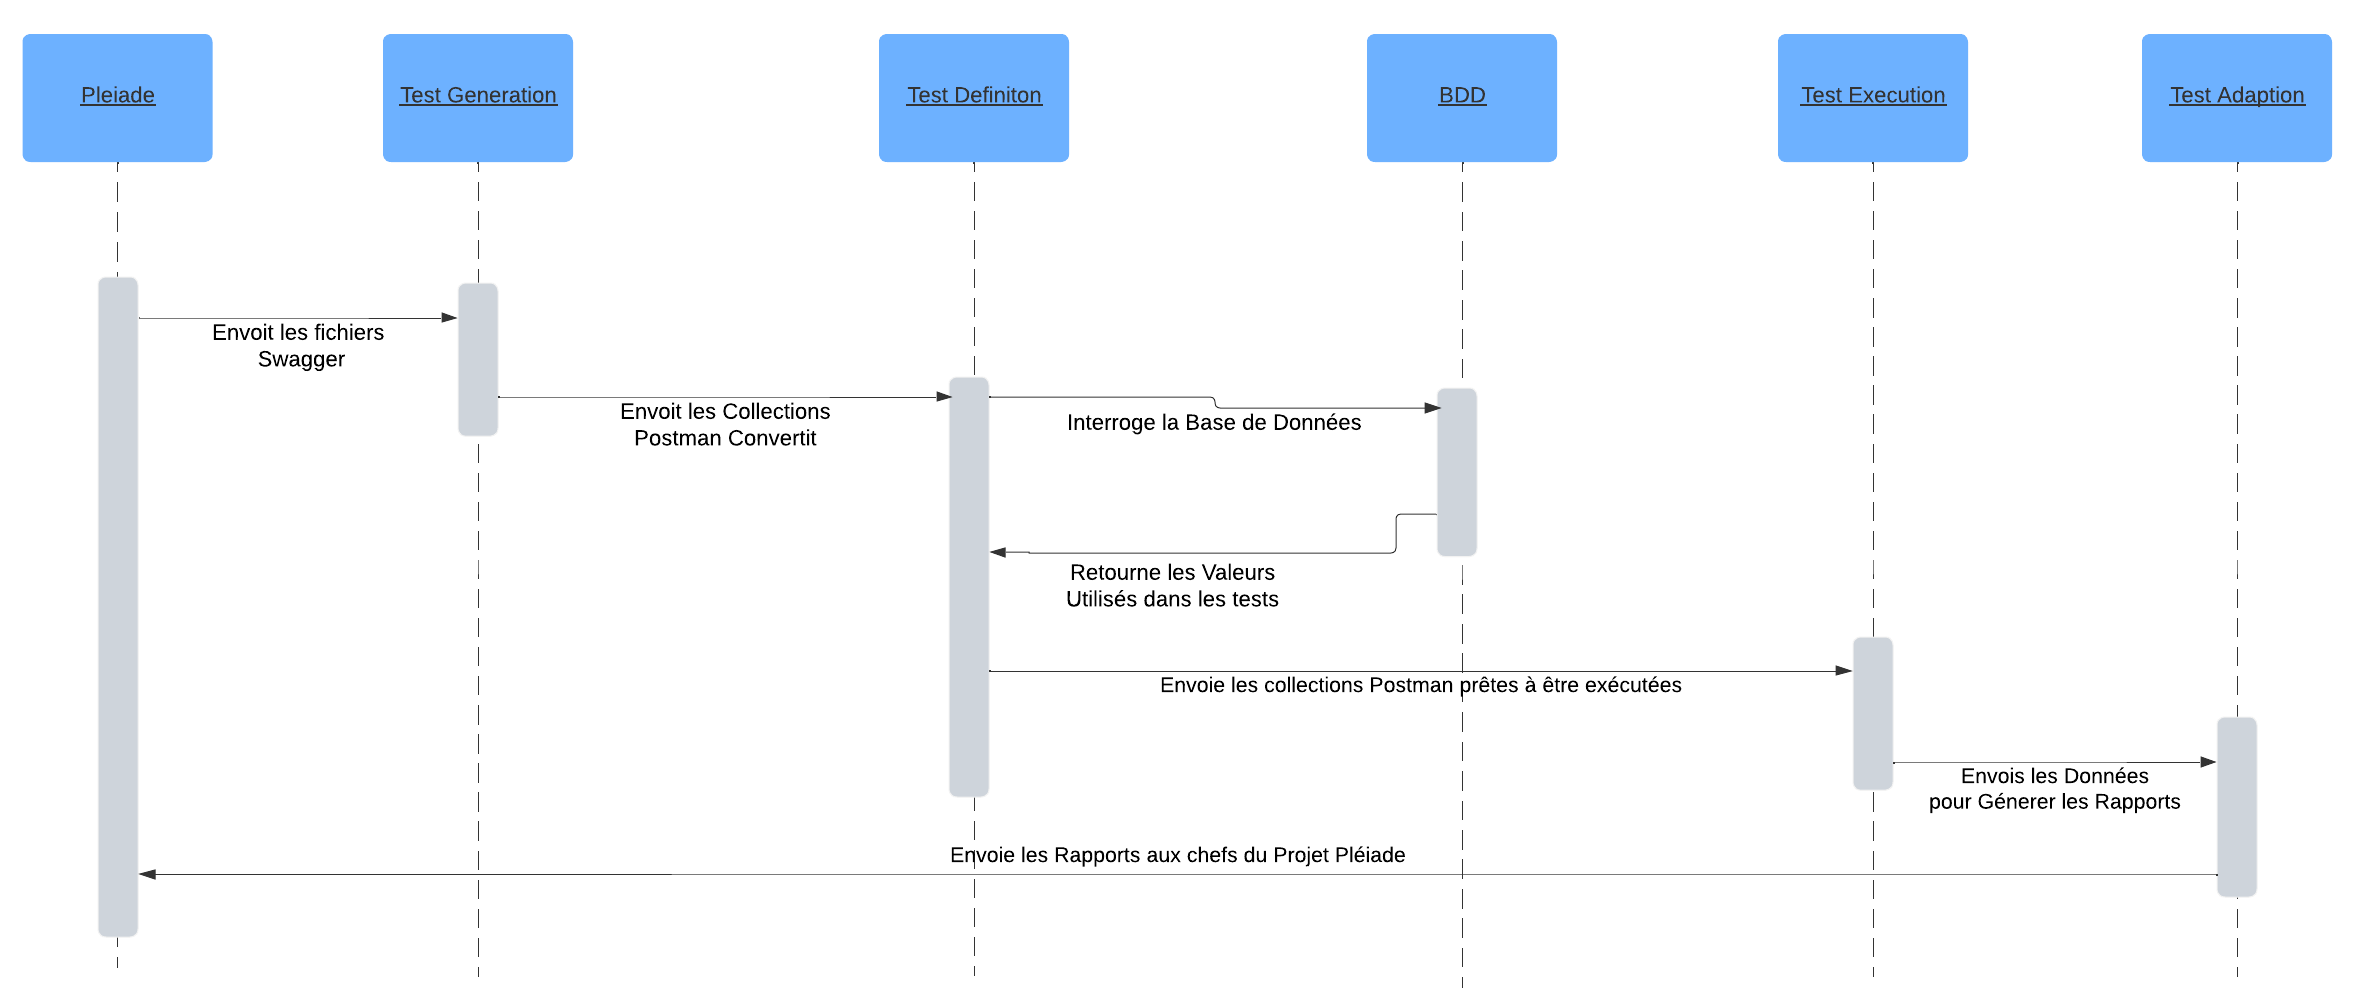 Pleiade
Test Generation
Test Definiton
BDD
Test Execution
Test Adaption
Envoit les fichiers
Swagger
Envoit les Collections
Postman Convertit
Interroge la Base de Données
Retourne les Valeurs
Utilisés dans les tests
Envoie les collections Postman prêtes à être exécutées
Envois les Données
pour Génerer les Rapports
Envoie les Rapports aux chefs du Projet Pléiade